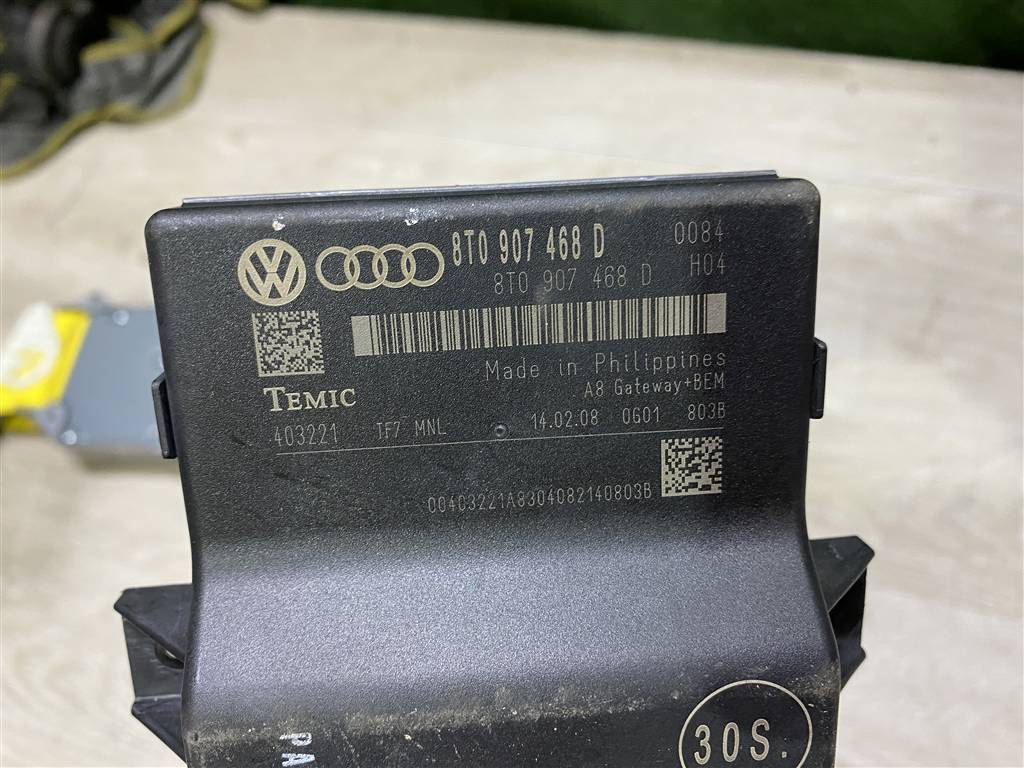 8T0 907 468 D 0084
8T0 907 468 D H04
Made in Philippines
TEMIC A8 Gateway+BEM
403221 TF7 MNL 14.02.08 0G01 803B
00403221A8304082140803B
PA
30S.